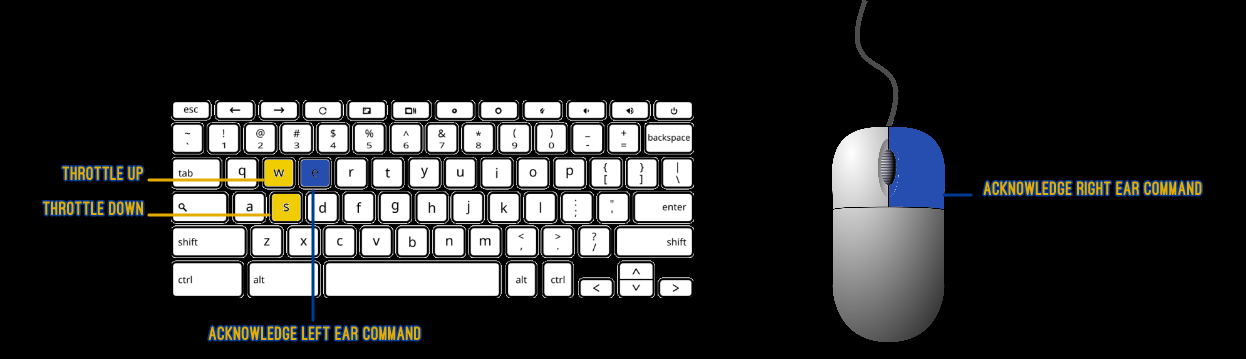 esc
~ ! @ # $ % ^ & * ( ) _ +
` 1 2 3 4 5 6 7 8 9 0 - = backspace
THROTTLE UP
tab q w e r t y u i o p { [ } ] | \
THROTTLE DOWN
a s d f g h j k l : ; " ' enter
shift z x c v b n m < , > . ? / shift
ctrl alt alt ctrl
ACKNOWLEDGE LEFT EAR COMMAND
ACKNOWLEDGE RIGHT EAR COMMAND